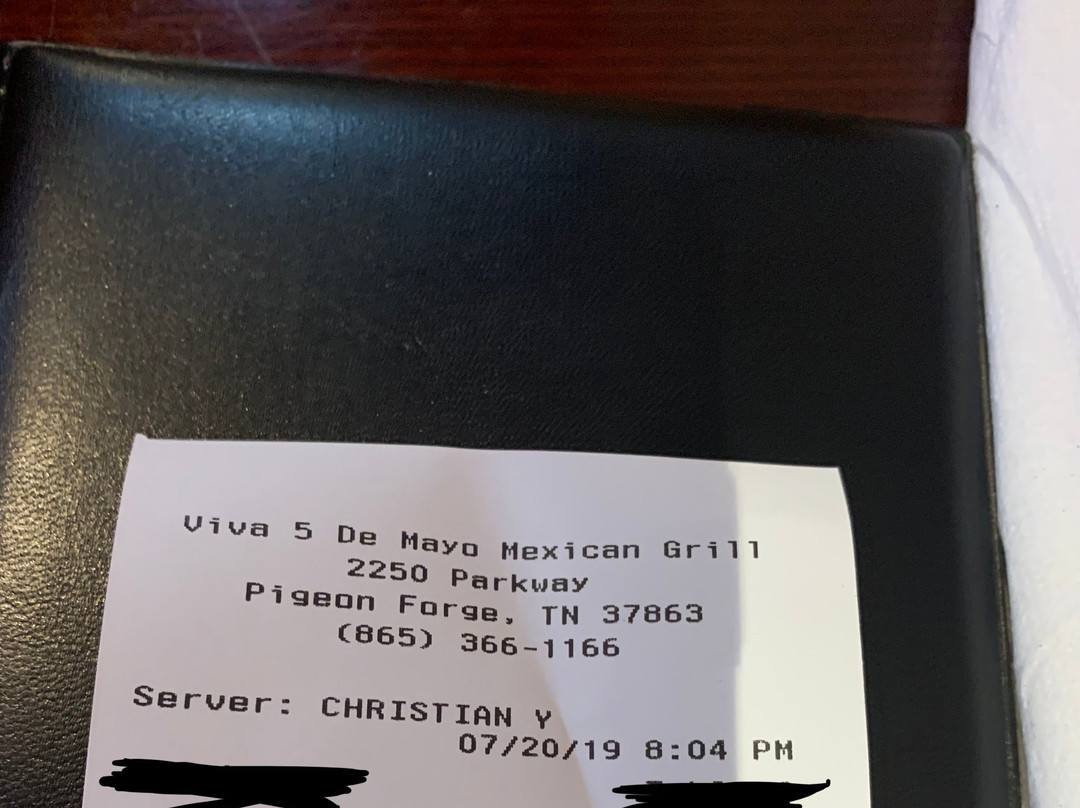 Viva 5 De Mayo Mexican Grill
2250 Parkway
Pigeon Forge, TN 37863
(865) 366-1166
Server: CHRISTIAN Y
07/20/19 8:04 PM